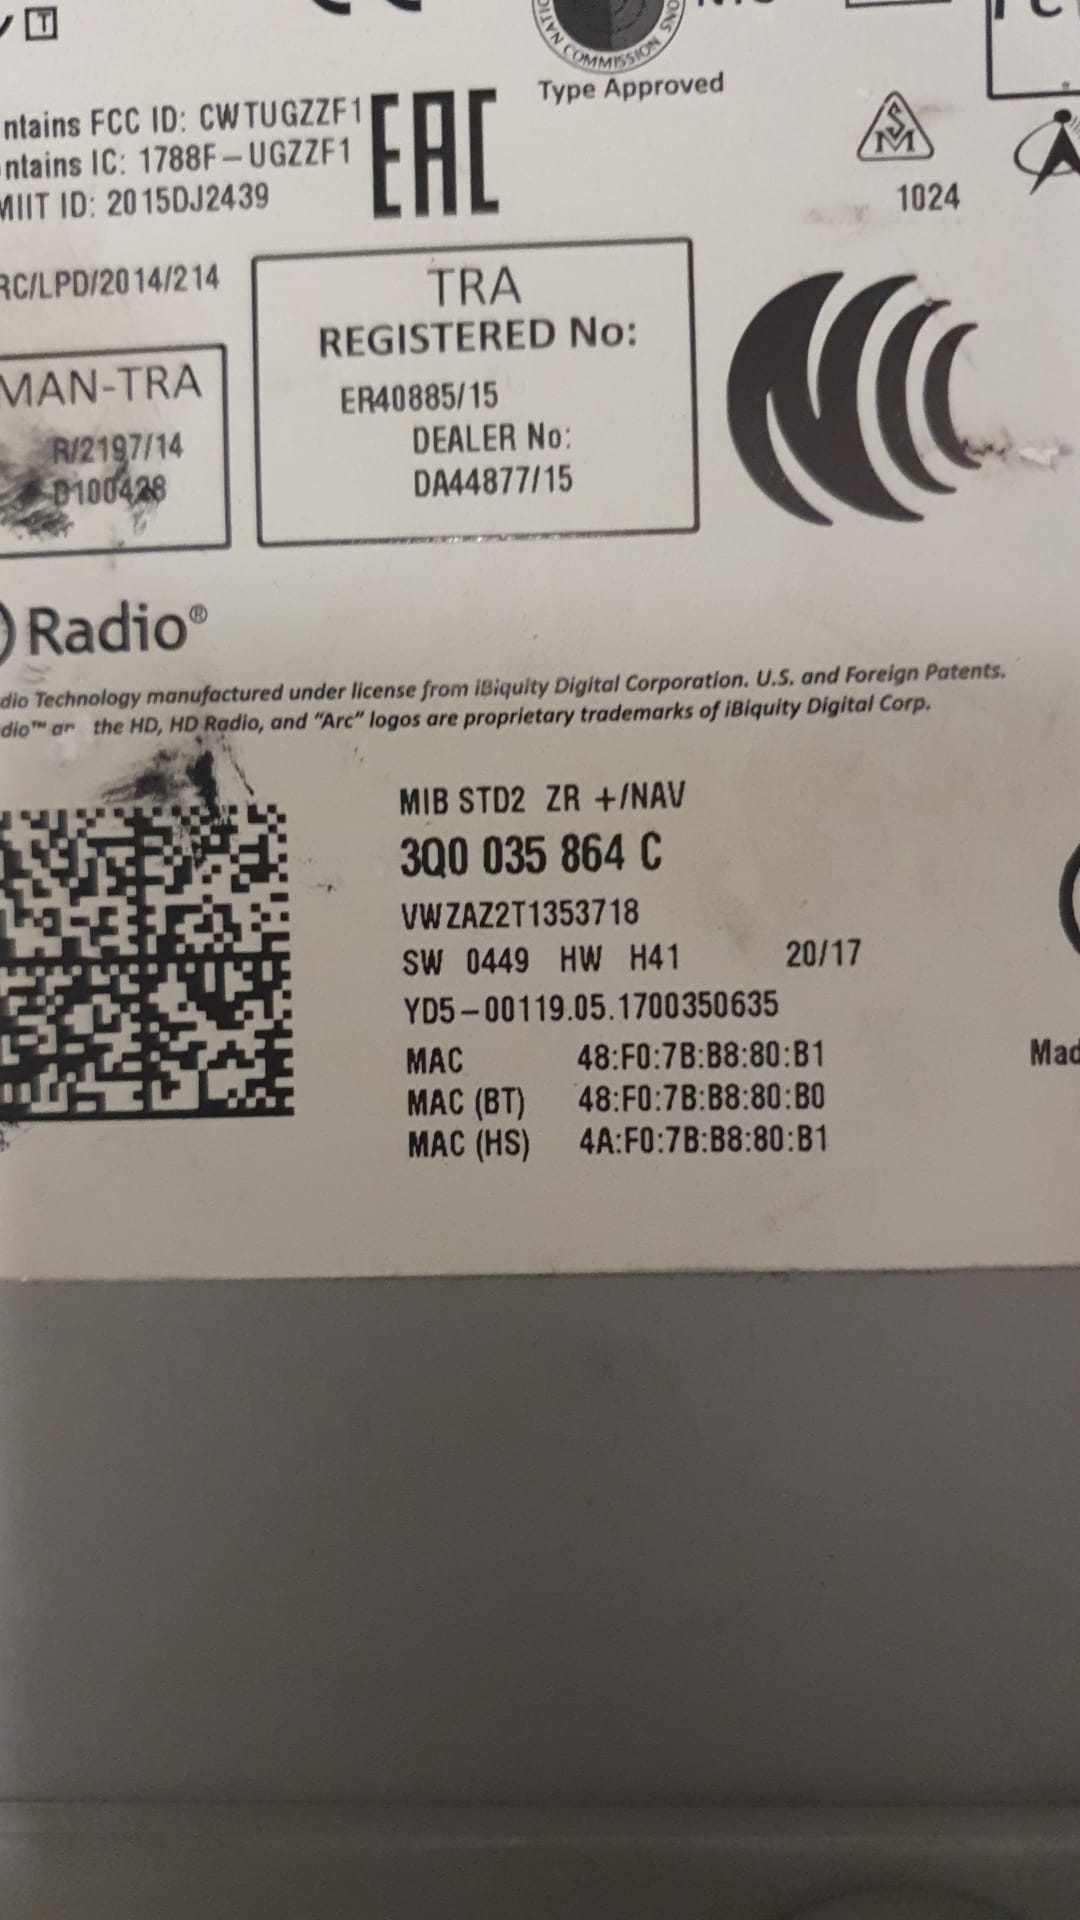 T
COMMISSION
Type Approved
ntains FCC ID: CWTUGZZF1
ntains IC: 1788F-UGZZF1
MIIT ID: 2015DJ2439
EAC
1024
RC/LPD/2014/214
TRA
REGISTERED No:
ER40885/15
DEALER No:
DA44877/15
MAN-TRA
R/2197/14
D100428
Radio®
dio Technology manufactured under license from iBiquity Digital Corporation. U.S. and Foreign Patents.
dio™ an the HD, HD Radio, and "Arc" logos are proprietary trademarks of iBiquity Digital Corp.
MIB STD2 ZR +/NAV
3Q0 035 864 C
VWZAZ2T1353718
SW 0449 HW H41 20/17
YD5-00119.05.1700350635
MAC 48:F0:7B:B8:80:B1
MAC (BT) 48:F0:7B:B8:80:B0
MAC (HS) 4A:F0:7B:B8:80:B1
Mad